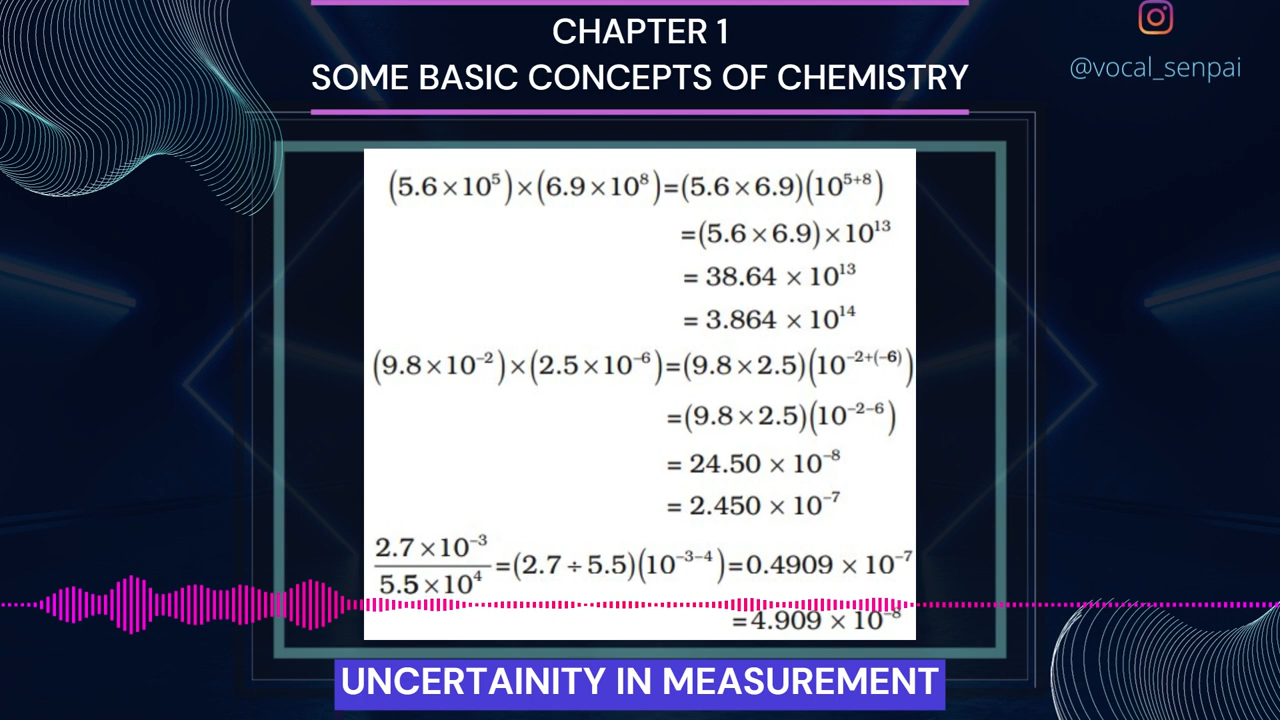 CHAPTER 1
SOME BASIC CONCEPTS OF CHEMISTRY
@vocal_senpai
(5.6×10⁵)×(6.9×10⁸)=(5.6×6.9)(10⁵⁺⁸)
=(5.6×6.9)×10¹³
= 38.64 × 10¹³
= 3.864 × 10¹⁴
(9.8×10⁻²)×(2.5×10⁻⁶)=(9.8×2.5)(10⁻²⁺⁽⁻⁶⁾)
=(9.8×2.5)(10⁻²⁻⁶)
= 24.50 × 10⁻⁸
= 2.450 × 10⁻⁷
2.7×10⁻³
5.5×10⁴
=(2.7÷5.5)(10⁻³⁻⁴)=0.4909 × 10⁻⁷
=4.909 × 10⁻⁸
UNCERTAINITY IN MEASUREMENT